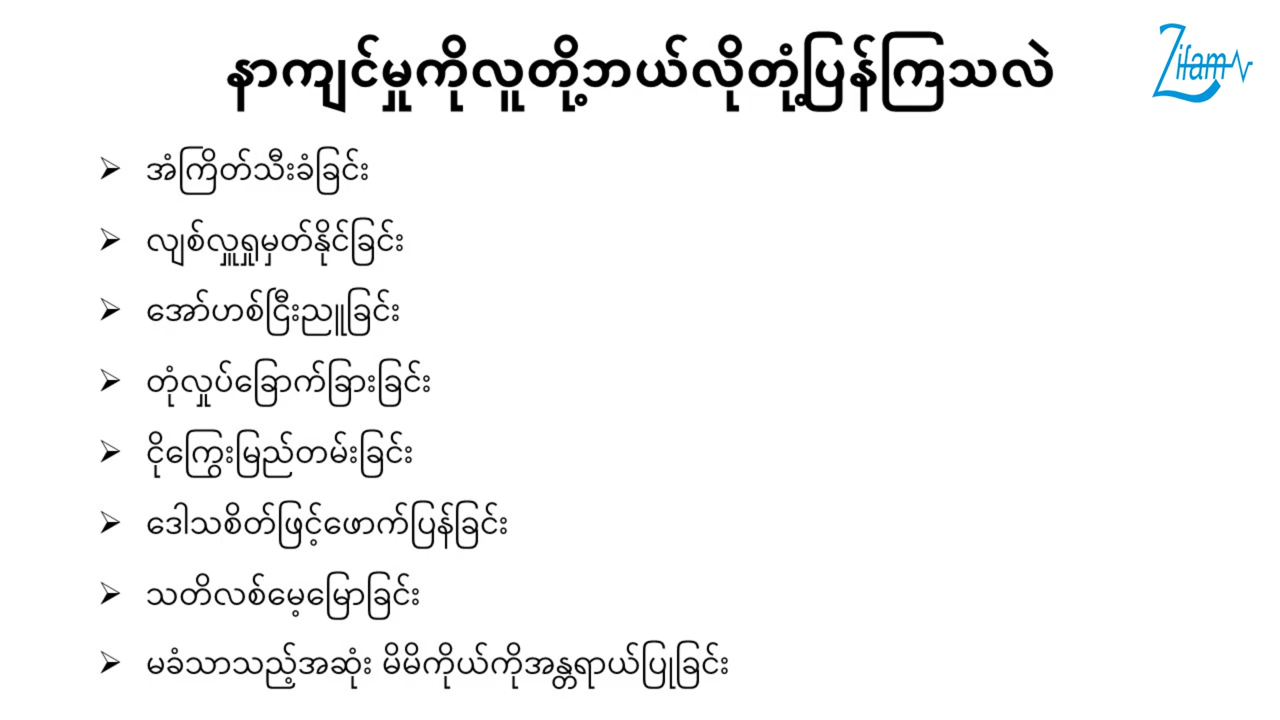 နာကျင်မှုကိုလူတို့ဘယ်လိုတုံ့ပြန်ကြသလဲ
Zifam
အံကြိတ်သီးခံခြင်း
လျစ်လှူရှုမှတ်နိုင်ခြင်း
အော်ဟစ်ငြီးညူခြင်း
တုံလှုပ်ခြောက်ခြားခြင်း
ငိုကြွေးမြည်တမ်းခြင်း
ဒေါသစိတ်ဖြင့်ဖောက်ပြန်ခြင်း
သတိလစ်မေ့မြောခြင်း
မခံသာသည့်အဆုံး မိမိကိုယ်ကိုအန္တရာယ်ပြုခြင်း